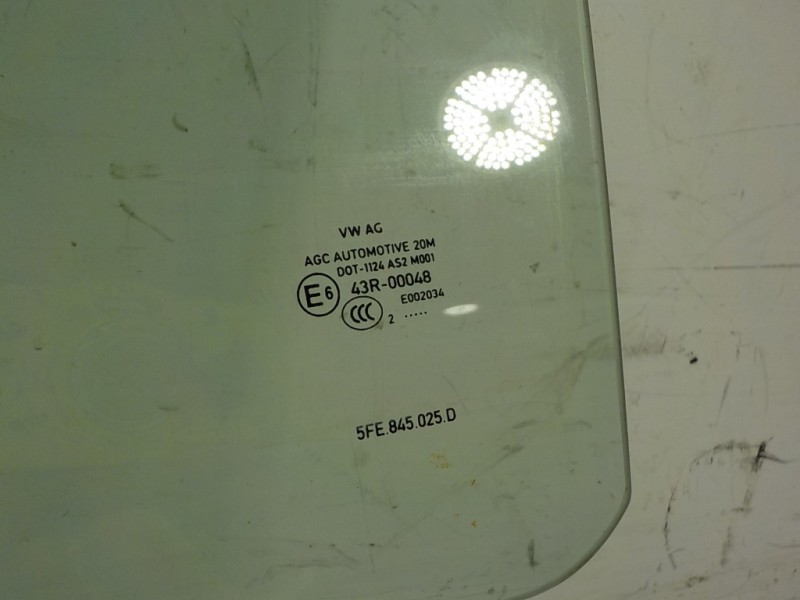 VW AG
AGC AUTOMOTIVE 20M
DOT-1124 AS2 M001
E6 43R-00048
E002034
CCC 2 .....
5FE.845.025.D